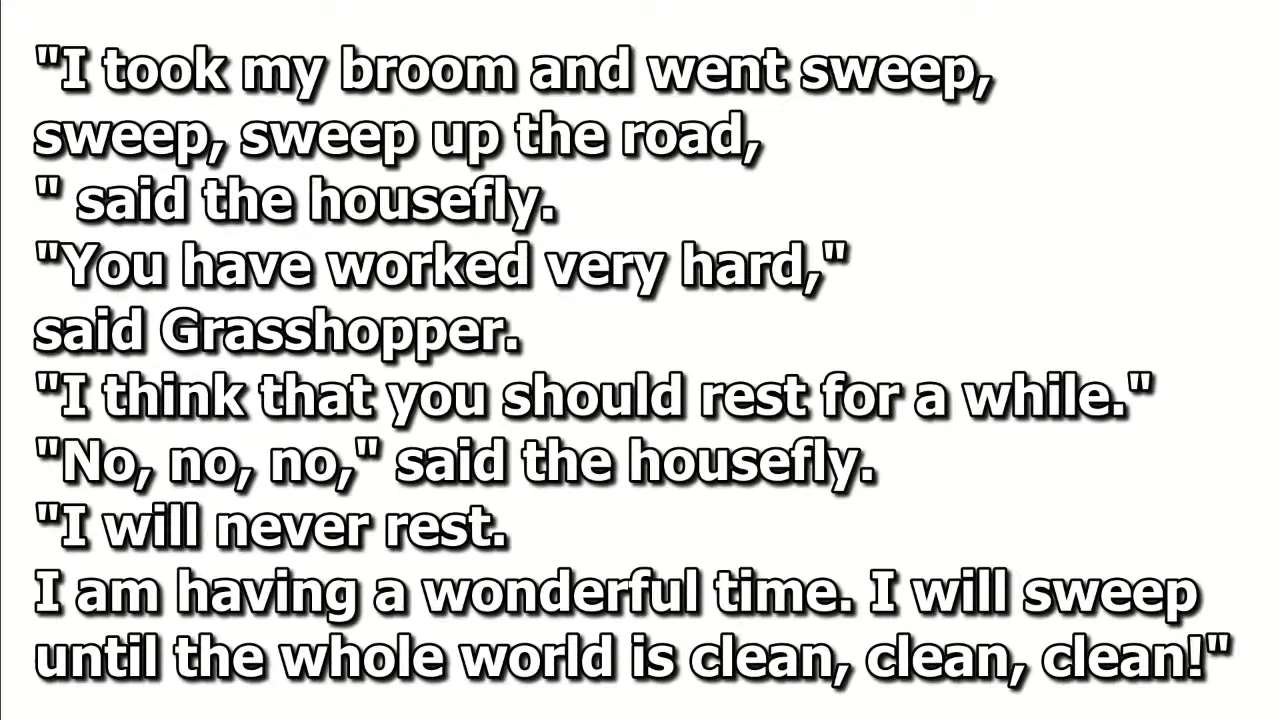 "I took my broom and went sweep,
sweep, sweep up the road,
" said the housefly.
"You have worked very hard,"
said Grasshopper.
"I think that you should rest for a while."
"No, no, no," said the housefly.
"I will never rest.
I am having a wonderful time. I will sweep
until the whole world is clean, clean, clean!"